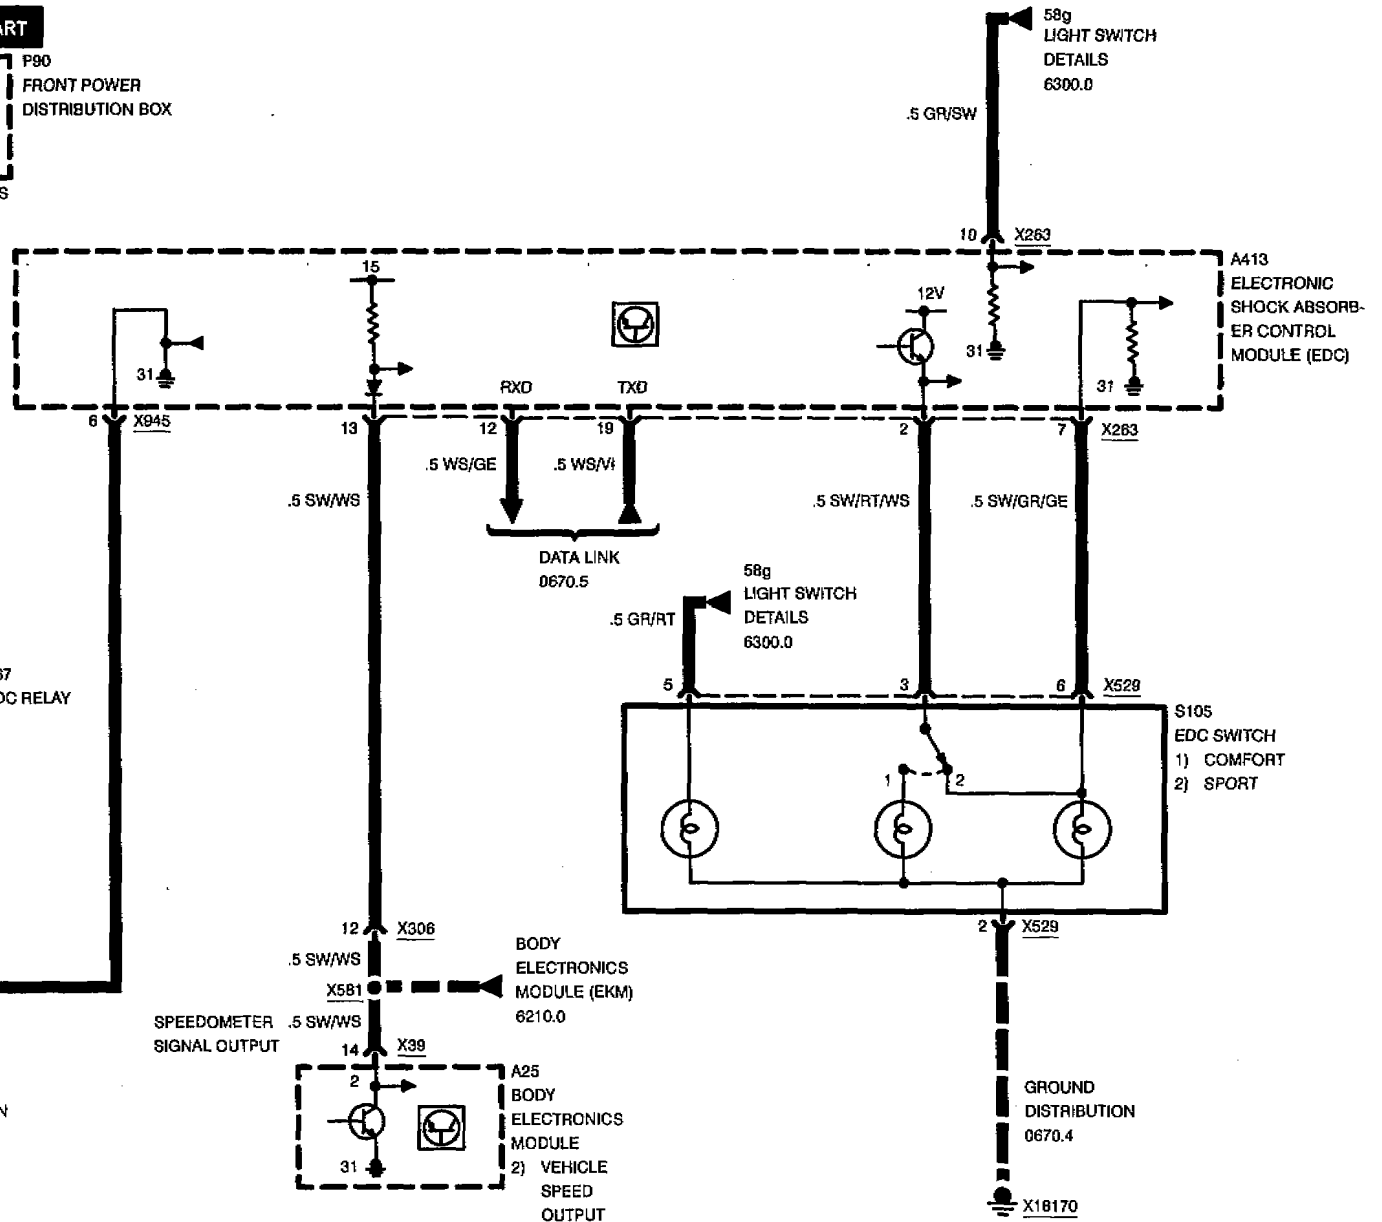 ART
P90
FRONT POWER
DISTRIBUTION BOX
S
58g
LIGHT SWITCH
DETAILS
6300.0
.5 GR/SW
10 X263
A413
ELECTRONIC
SHOCK ABSORB-
ER CONTROL
MODULE (EDC)
15
12V
31
31
31
RXD
TXD
6 X945
13
12
19
2
7 X263
.5 WS/GE
.5 WS/VI
.5 SW/WS
.5 SW/RT/WS
.5 SW/GR/GE
DATA LINK
0670.5
58g
LIGHT SWITCH
DETAILS
6300.0
.5 GR/RT
67
DC RELAY
5
3
6 X529
S105
EDC SWITCH
1) COMFORT
2) SPORT
1
2
12 X306
2 X529
.5 SW/WS
X581
BODY
ELECTRONICS
MODULE (EKM)
6210.0
SPEEDOMETER
SIGNAL OUTPUT
.5 SW/WS
14 X39
2
31
A25
BODY
ELECTRONICS
MODULE
2) VEHICLE
SPEED
OUTPUT
N
GROUND
DISTRIBUTION
0670.4
X18170